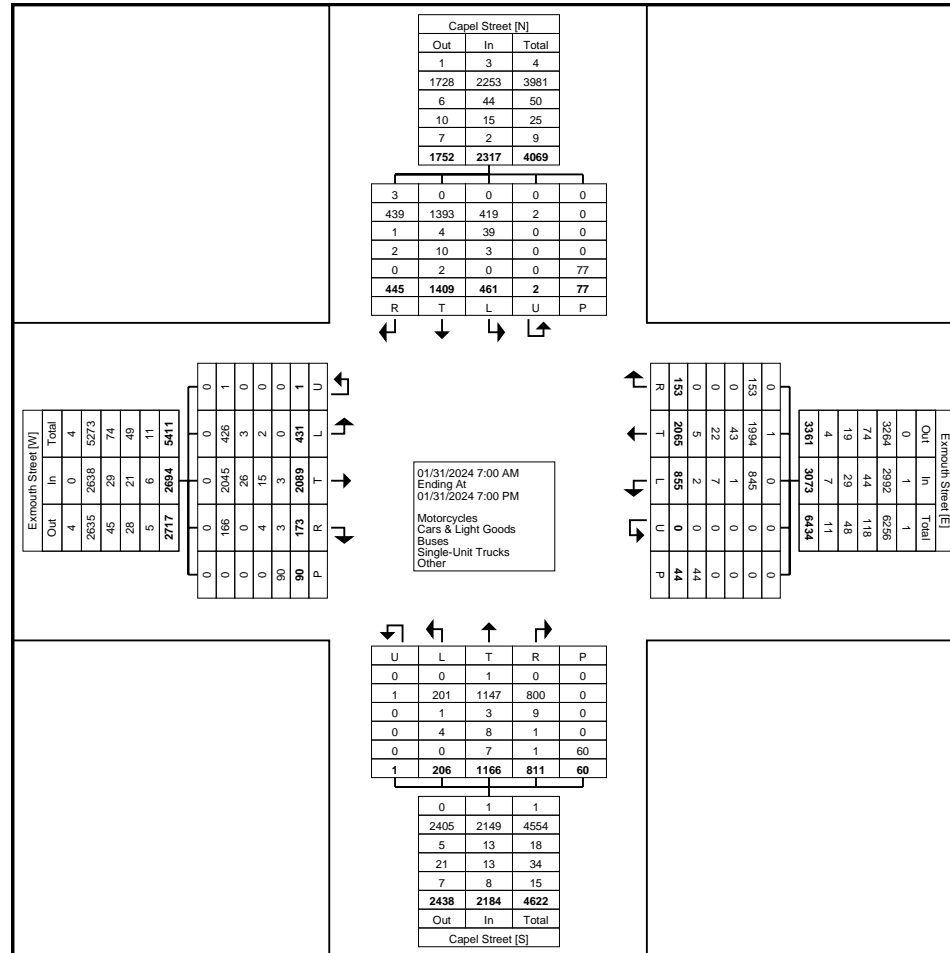 Capel Street [N]
Out In Total
1 3 4
1728 2253 3981
6 44 50
10 15 25
7 2 9
1752 2317 4069
3 0 0 0 0
439 1393 419 2 0
1 4 39 0 0
2 10 3 0 0
0 2 0 0 77
445 1409 461 2 77
R T L U P
Exmouth Street [W]
Out In Total
4 0 4
2635 2638 5273
45 29 74
28 21 49
5 6 11
2717 2694 5411
0 0 0 0 0
0 166 2045 426 1
0 0 26 3 0
0 4 15 2 0
90 3 3 0 0
90 173 2089 431 1
P R T L U
01/31/2024 7:00 AM
Ending At
01/31/2024 7:00 PM
Motorcycles
Cars & Light Goods
Buses
Single-Unit Trucks
Other
Exmouth Street [E]
Out In Total
0 1 1
3264 2992 6256
74 44 118
19 29 48
4 7 11
3361 3073 6434
0 1 0 0 0
153 1994 845 0 0
0 43 1 0 0
0 22 7 0 0
0 5 2 0 44
153 2065 855 0 44
R T L U P
U L T R P
0 0 1 0 0
1 201 1147 800 0
0 1 3 9 0
0 4 8 1 0
0 0 7 1 60
1 206 1166 811 60
0 1 1
2405 2149 4554
5 13 18
21 13 34
7 8 15
2438 2184 4622
Out In Total
Capel Street [S]